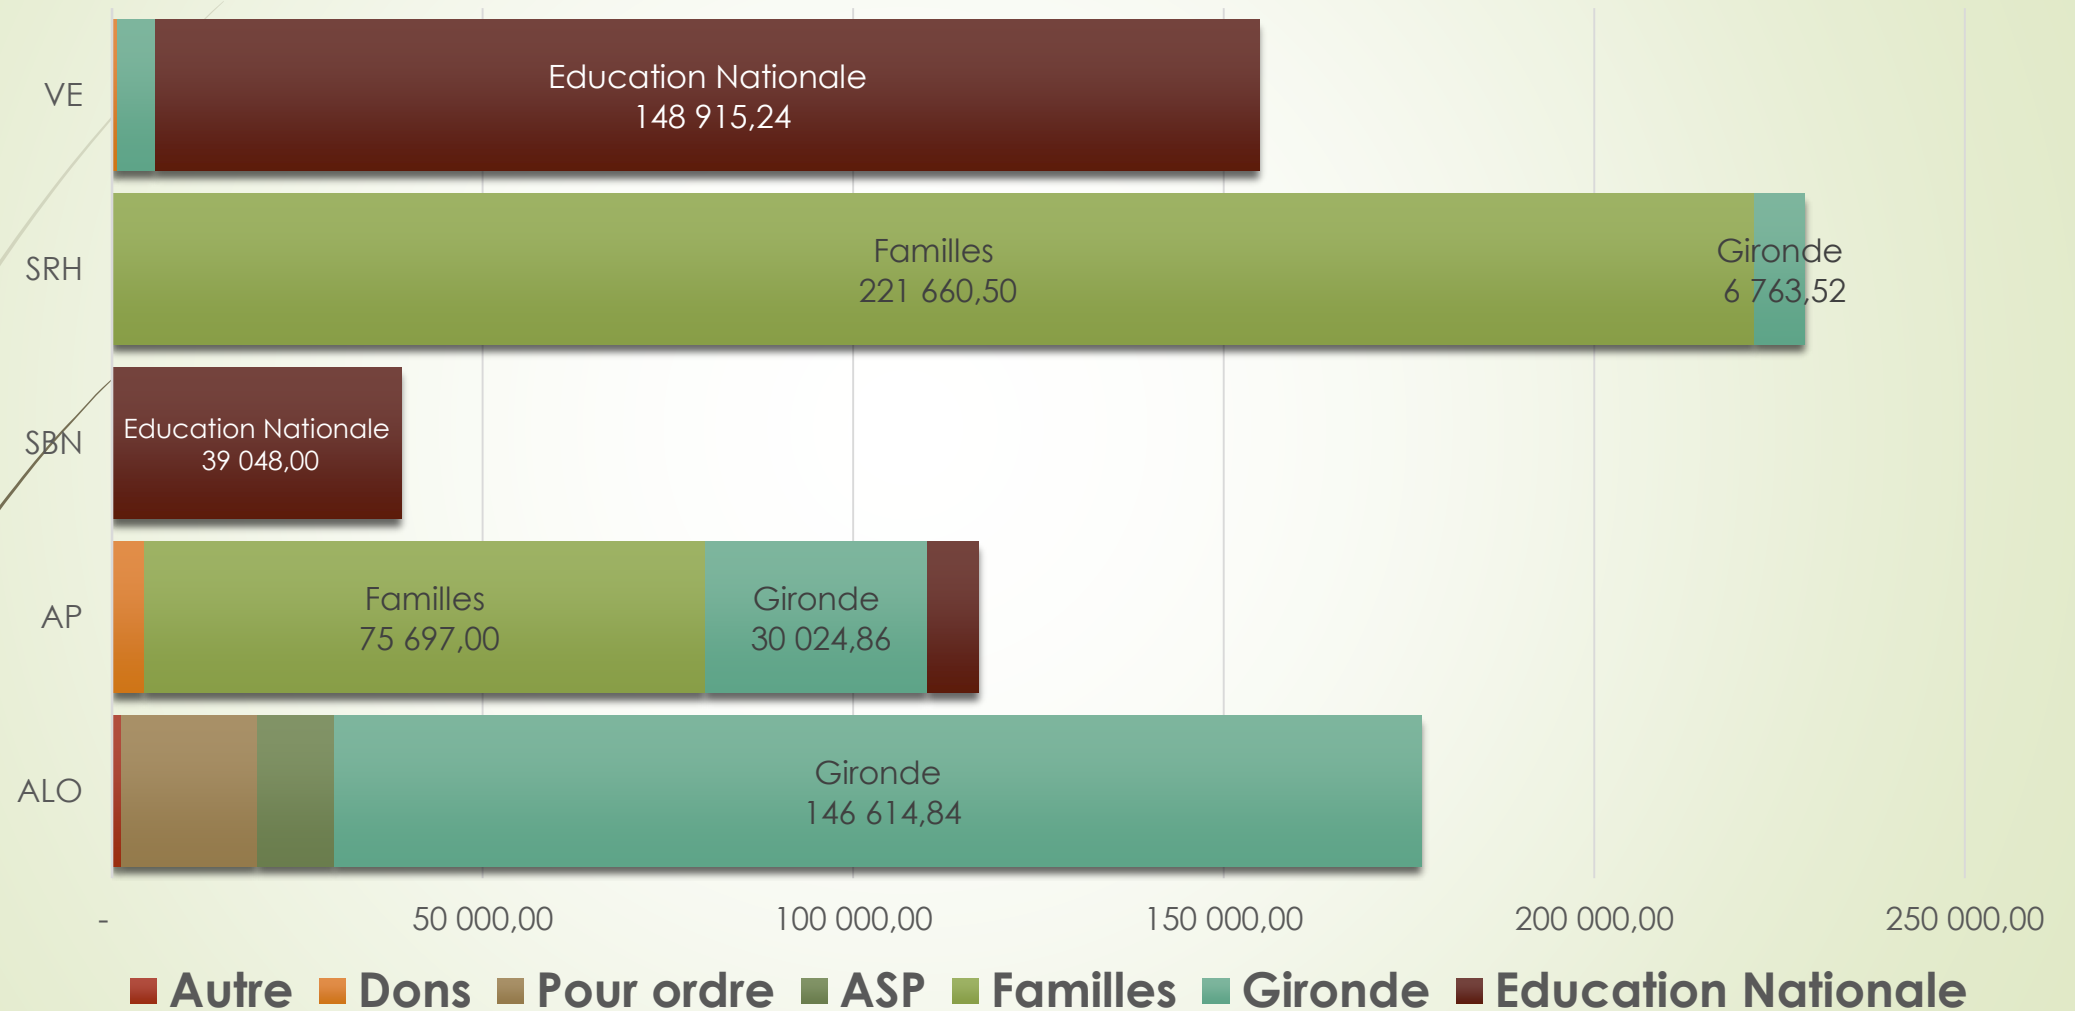 VE
Education Nationale
148 915,24
SRH
Familles
221 660,50
Gironde
6 763,52
SBN
Education Nationale
39 048,00
AP
Familles
75 697,00
Gironde
30 024,86
ALO
Gironde
146 614,84
- 50 000,00 100 000,00 150 000,00 200 000,00 250 000,00
Autre Dons Pour ordre ASP Familles Gironde Education Nationale